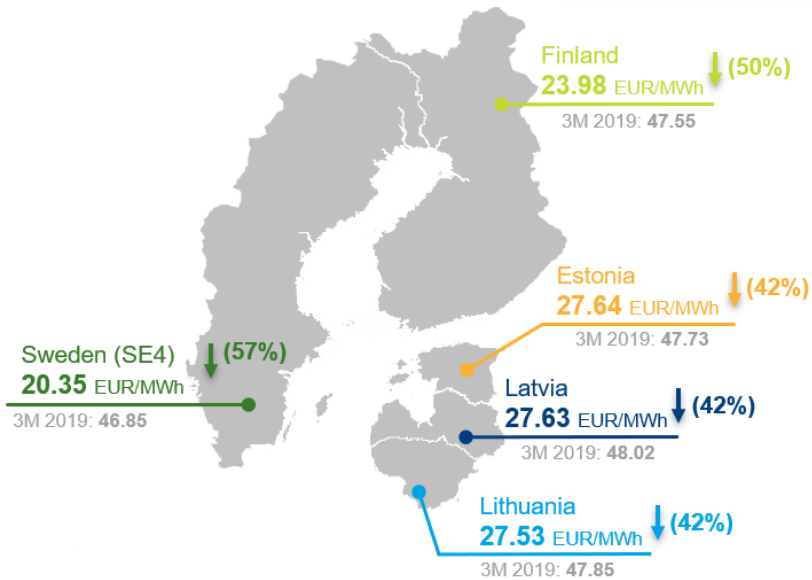 Finland
23.98 EUR/MWh
(50%)
3M 2019: 47.55
Estonia
27.64 EUR/MWh
(42%)
3M 2019: 47.73
Sweden (SE4)
20.35 EUR/MWh
(57%)
3M 2019: 46.85
Latvia
27.63 EUR/MWh
(42%)
3M 2019: 48.02
Lithuania
27.53 EUR/MWh
(42%)
3M 2019: 47.85